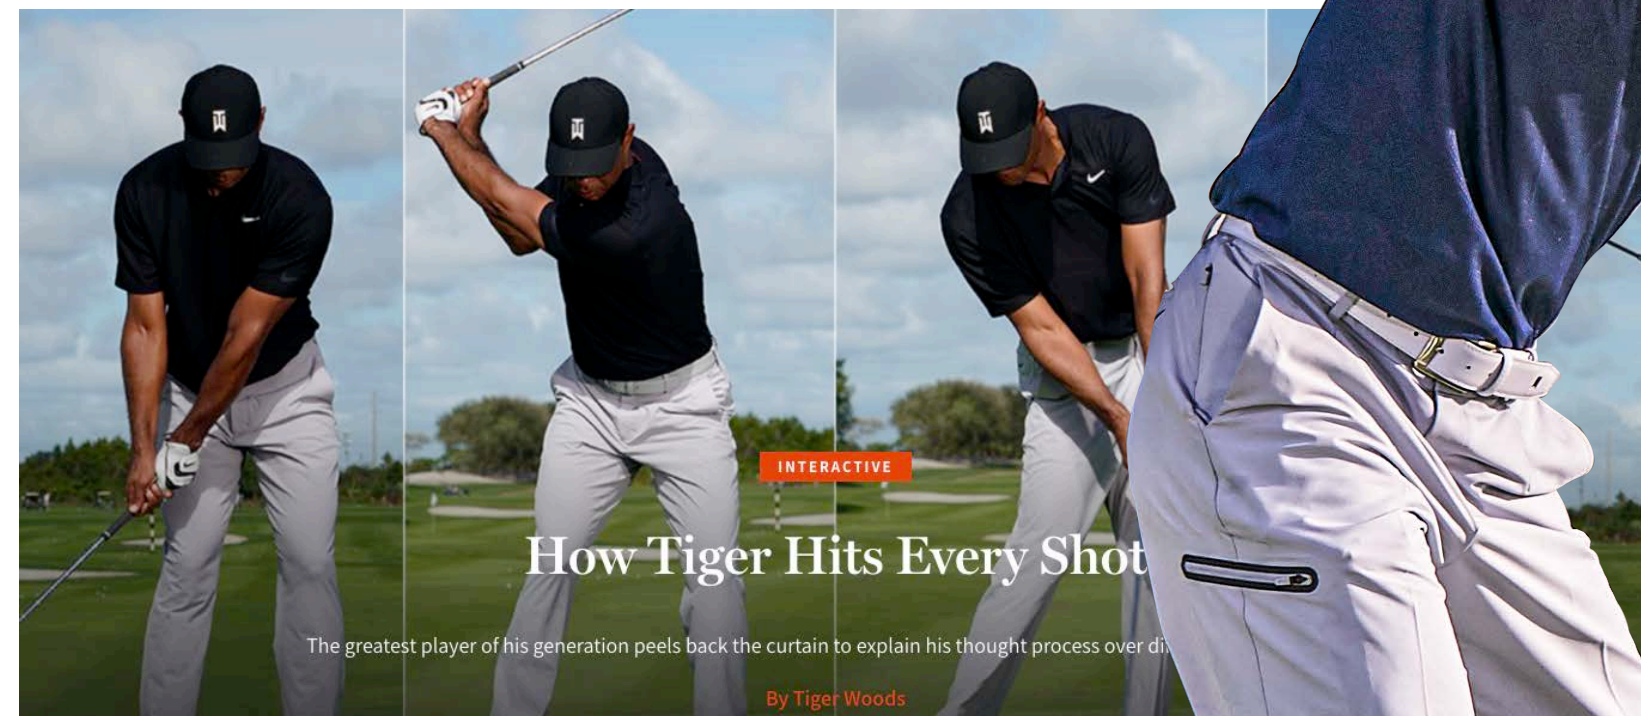 INTERACTIVE
How Tiger Hits Every Shot
The greatest player of his generation peels back the curtain to explain his thought process over
By Tiger Woods